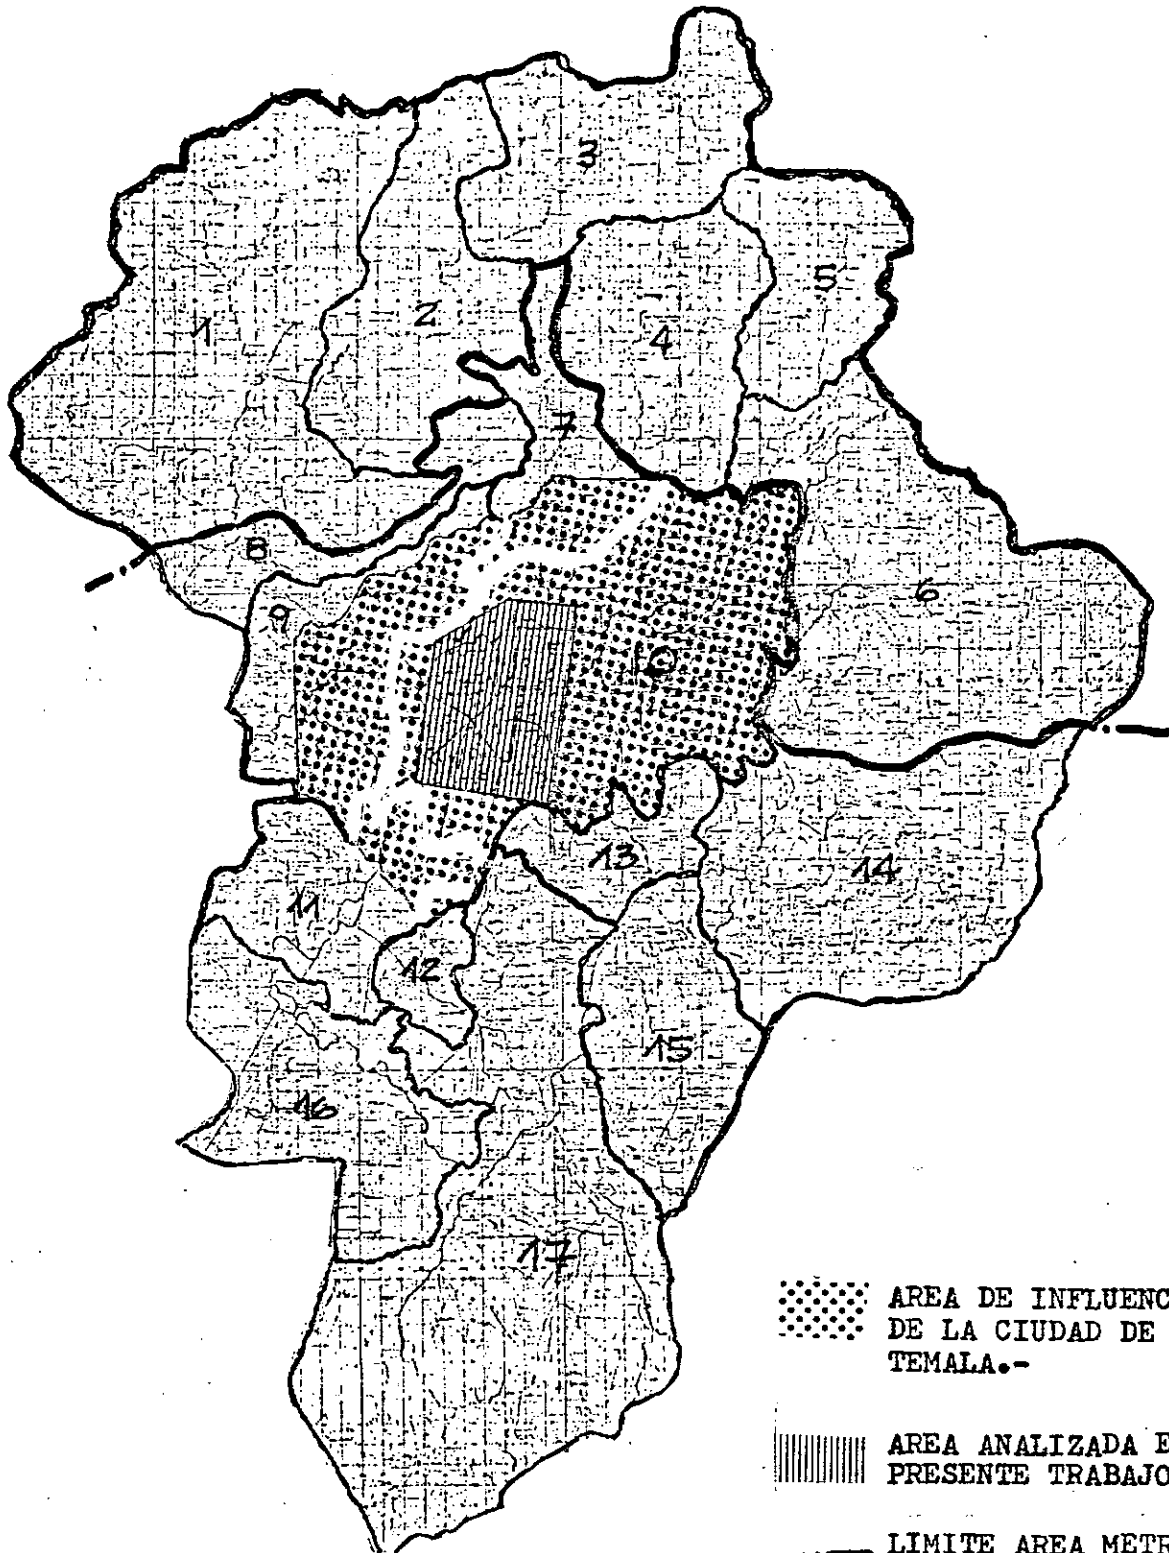 3
5
1
2
4
7
8
6
9
10
13
14
11
12
15
16
17
AREA DE INFLUENC
DE LA CIUDAD DE
TEMALA.-
AREA ANALIZADA E
PRESENTE TRABAJO
LIMITE AREA METR